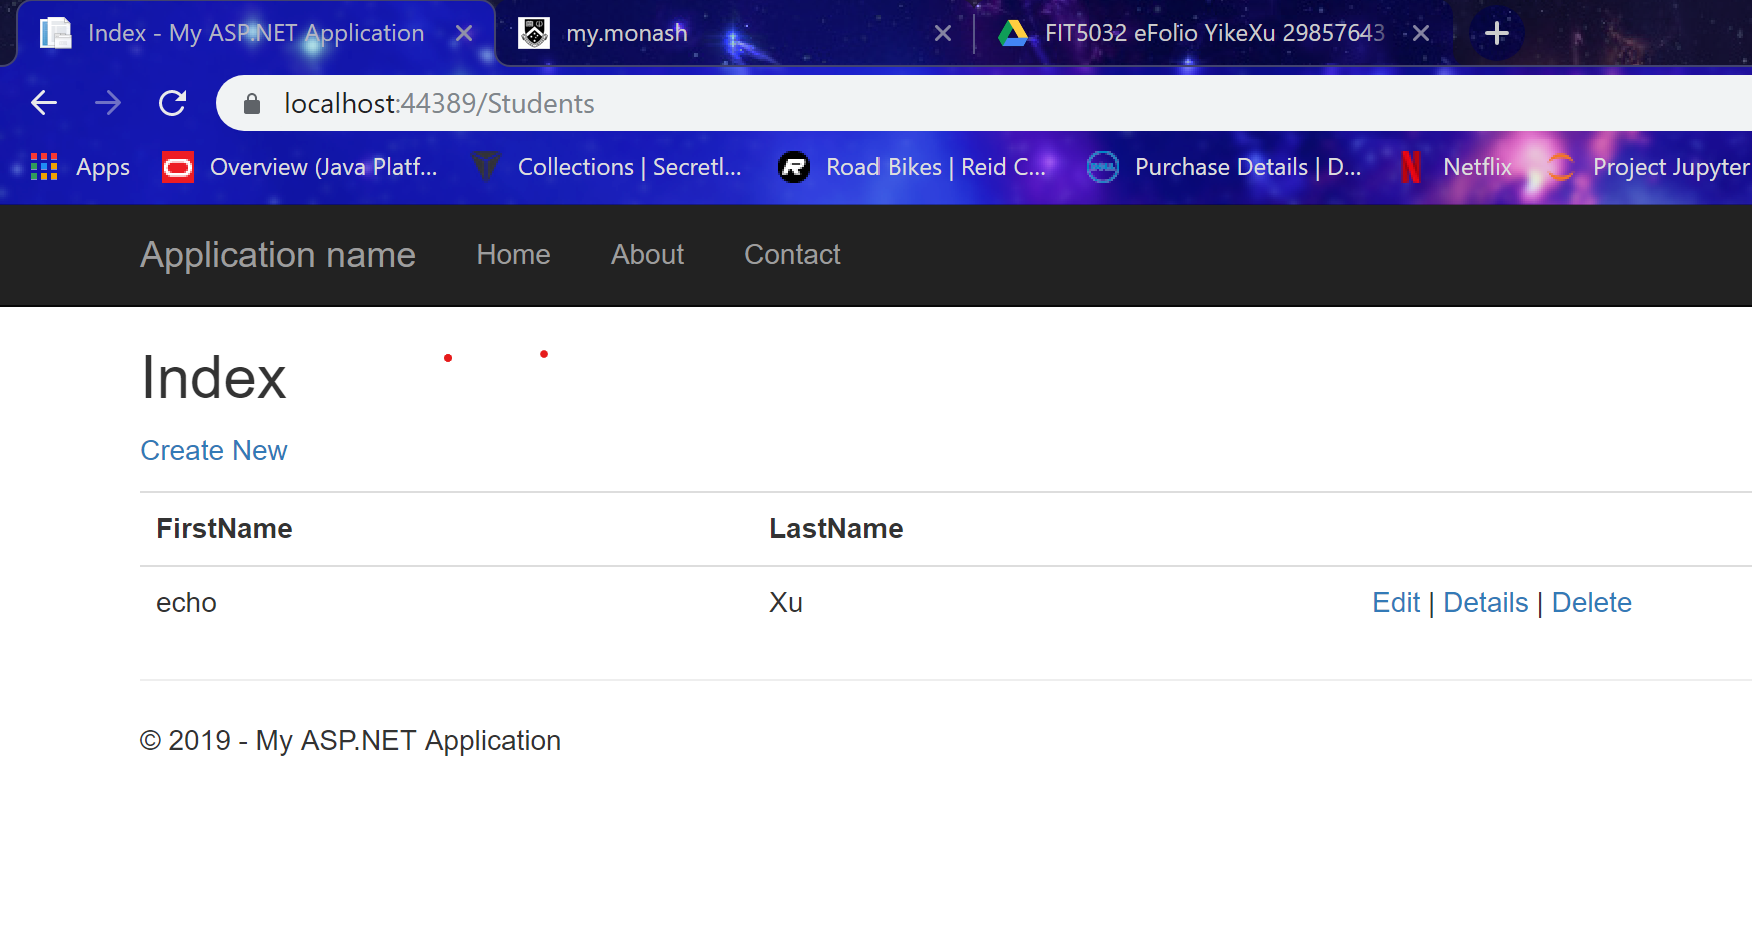 Index - My ASP.NET Application
my.monash
FIT5032 eFolio YikeXu 29857643
localhost:44389/Students
Apps
Overview (Java Platf...
Collections | Secretl...
Road Bikes | Reid C...
Purchase Details | D...
Netflix
Project Jupyter
Application name
Home
About
Contact
Index
Create New
FirstName LastName
echo Xu Edit | Details | Delete
© 2019 - My ASP.NET Application